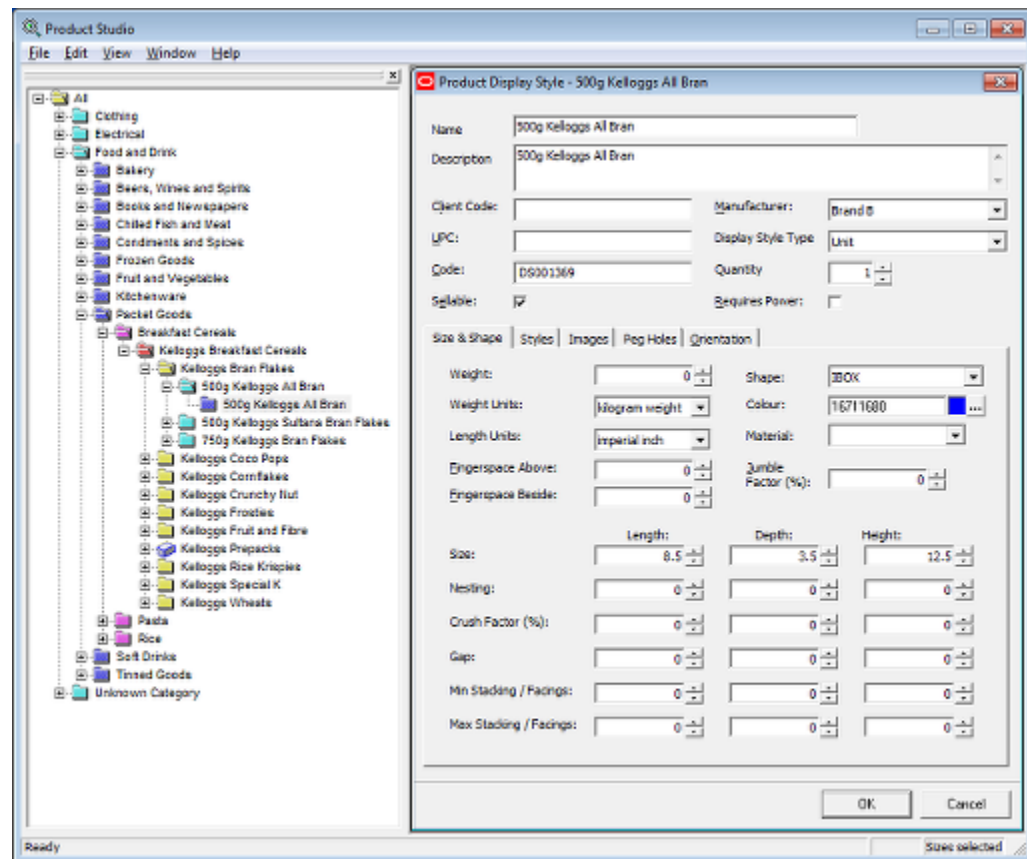 Product Studio
File Edit View Window Help
All
Clothing
Electrical
Food and Drink
Bakery
Beers, Wines and Spirits
Books and Newspapers
Chilled Fish and Meat
Condiments and Spices
Frozen Goods
Fruit and Vegetables
Kitchenware
Packet Goods
Breakfast Cereals
Kelloggs Breakfast Cereals
Kelloggs Bran Flakes
500g Kelloggs All Bran
500g Kelloggs All Bran
500g Kelloggs Sultana Bran Flakes
750g Kelloggs Bran Flakes
Kelloggs Coco Pops
Kelloggs Cornflakes
Kelloggs Crunchy Nut
Kelloggs Frosties
Kelloggs Fruit and Fibre
Kelloggs Prepacks
Kelloggs Rice Krispies
Kelloggs Special K
Kelloggs Wheats
Pasta
Rice
Soft Drinks
Tinned Goods
Unknown Category
Product Display Style - 500g Kelloggs All Bran
Name 500g Kelloggs All Bran
Description 500g Kelloggs All Bran
Client Code: Manufacturer: Brand B
UPC: Display Style Type Unit
Code: DS001369 Quantity 1
Sellable: Requires Power:
Size & Shape Styles Images Peg Holes Orientation
Weight: 0 Shape: 3BOX
Weight Units: kilogram weight Colour: 16711680 ...
Length Units: imperial inch Material:
Fingerspace Above: 0 Jumble Factor (%): 0
Fingerspace Beside: 0
Length: Depth: Height:
Size: 8.5 3.5 12.5
Nesting: 0 0 0
Crush Factor (%): 0 0 0
Gap: 0 0 0
Min Stacking / Facings: 0 0 0
Max Stacking / Facings: 0 0 0
OK Cancel
Ready Sizes selected